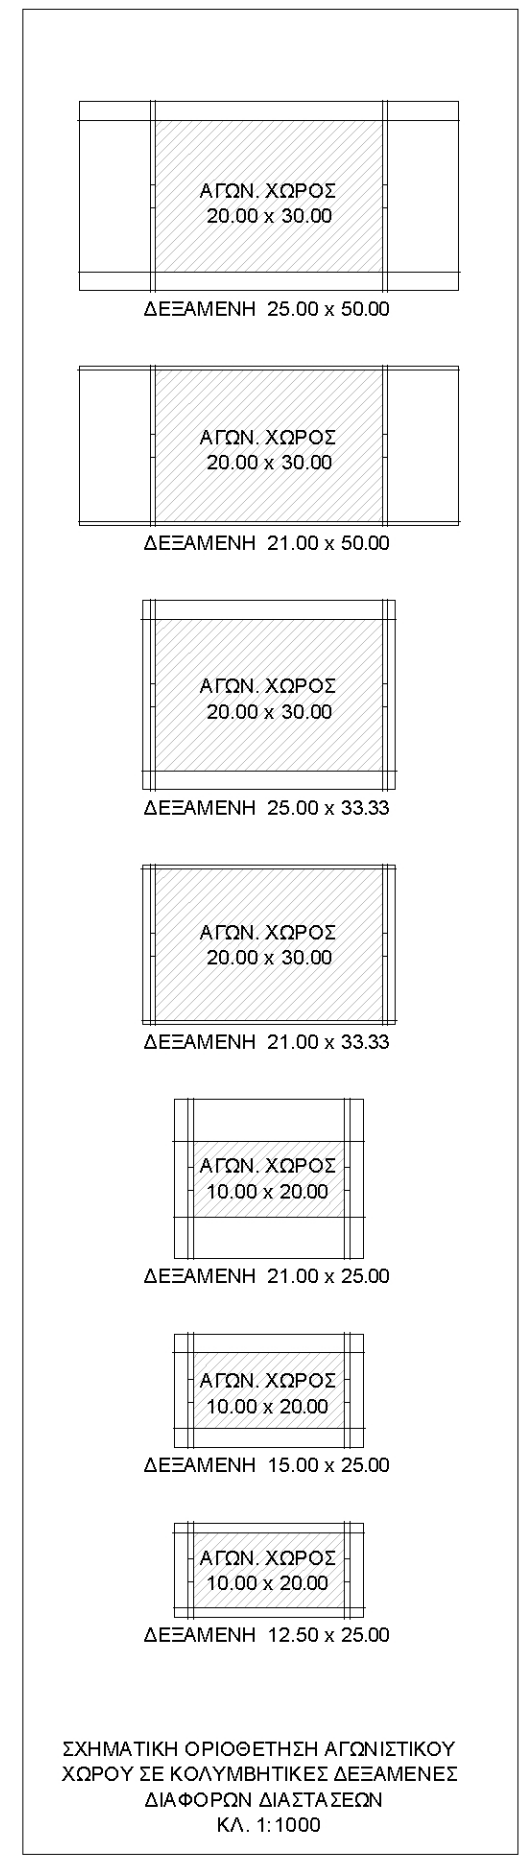 ΑΓΩΝ. ΧΩΡΟΣ
20.00 x 30.00
ΔΕΞΑΜΕΝΗ 25.00 x 50.00
ΑΓΩΝ. ΧΩΡΟΣ
20.00 x 30.00
ΔΕΞΑΜΕΝΗ 21.00 x 50.00
ΑΓΩΝ. ΧΩΡΟΣ
20.00 x 30.00
ΔΕΞΑΜΕΝΗ 25.00 x 33.33
ΑΓΩΝ. ΧΩΡΟΣ
20.00 x 30.00
ΔΕΞΑΜΕΝΗ 21.00 x 33.33
ΑΓΩΝ. ΧΩΡΟΣ
10.00 x 20.00
ΔΕΞΑΜΕΝΗ 21.00 x 25.00
ΑΓΩΝ. ΧΩΡΟΣ
10.00 x 20.00
ΔΕΞΑΜΕΝΗ 15.00 x 25.00
ΑΓΩΝ. ΧΩΡΟΣ
10.00 x 20.00
ΔΕΞΑΜΕΝΗ 12.50 x 25.00
ΣΧΗΜΑΤΙΚΗ ΟΡΙΟΘΕΤΗΣΗ ΑΓΩΝΙΣΤΙΚΟΥ
ΧΩΡΟΥ ΣΕ ΚΟΛΥΜΒΗΤΙΚΕΣ ΔΕΞΑΜΕΝΕΣ
ΔΙΑΦΟΡΩΝ ΔΙΑΣΤΑΣΕΩΝ
ΚΛ. 1:1000